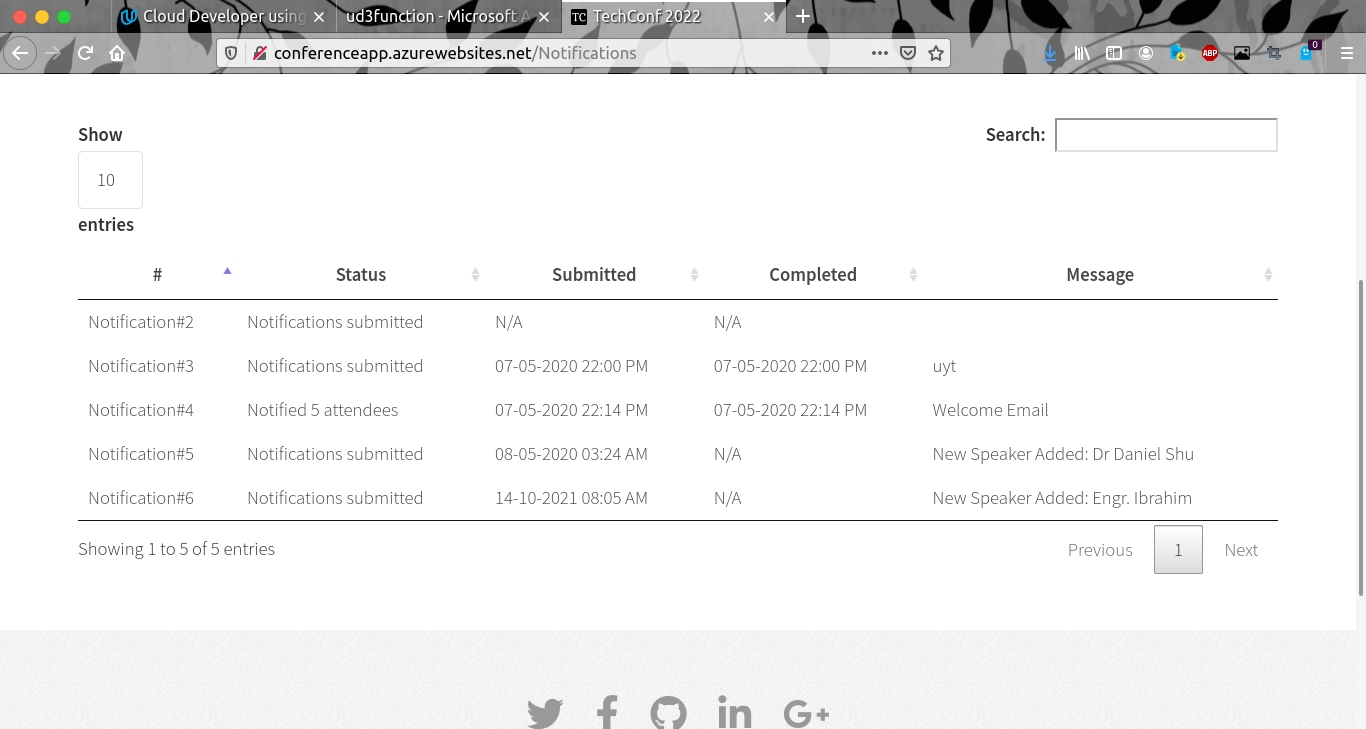 Cloud Developer using
ud3function - Microsoft A
TC TechConf 2022
conferenceapp.azurewebsites.net/Notifications
ABP
0
Show
10
entries
Search:
# Status Submitted Completed Message
Notification#2 Notifications submitted N/A N/A
Notification#3 Notifications submitted 07-05-2020 22:00 PM 07-05-2020 22:00 PM uyt
Notification#4 Notified 5 attendees 07-05-2020 22:14 PM 07-05-2020 22:14 PM Welcome Email
Notification#5 Notifications submitted 08-05-2020 03:24 AM N/A New Speaker Added: Dr Daniel Shu
Notification#6 Notifications submitted 14-10-2021 08:05 AM N/A New Speaker Added: Engr. Ibrahim
Showing 1 to 5 of 5 entries
Previous 1 Next